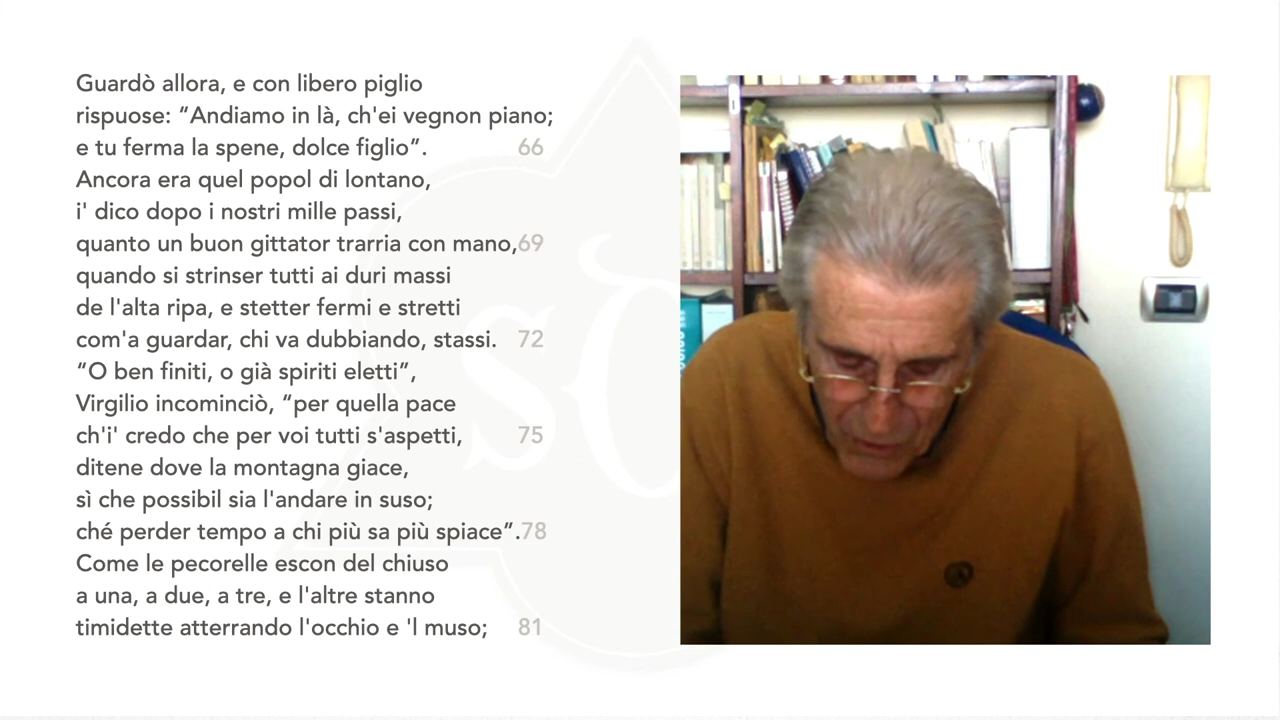 Guardò allora, e con libero piglio
rispuose: “Andiamo in là, ch'ei vegnon piano;
e tu ferma la spene, dolce figlio”. 66
Ancora era quel popol di lontano,
i' dico dopo i nostri mille passi,
quanto un buon gittator trarria con mano,69
quando si strinser tutti ai duri massi
de l'alta ripa, e stetter fermi e stretti
com'a guardar, chi va dubbiando, stassi. 72
“O ben finiti, o già spiriti eletti”,
Virgilio incominciò, “per quella pace
ch'i' credo che per voi tutti s'aspetti, 75
ditene dove la montagna giace,
sì che possibil sia l'andare in suso;
ché perder tempo a chi più sa più spiace”.78
Come le pecorelle escon del chiuso
a una, a due, a tre, e l'altre stanno
timidette atterrando l'occhio e 'l muso; 81